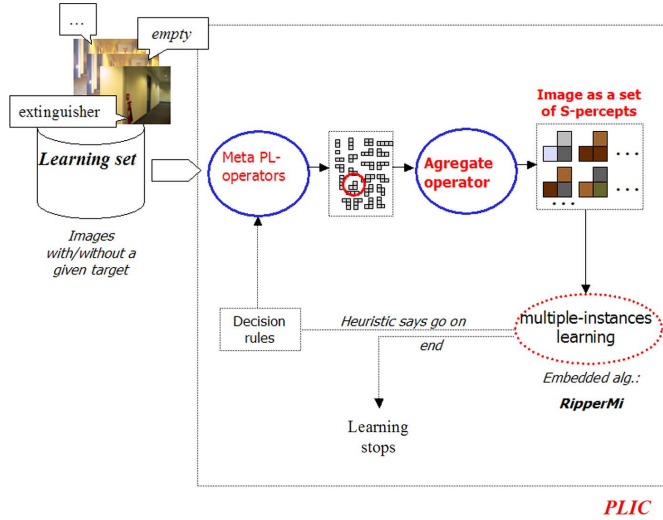 ...
empty
extinguisher
Learning set
Images
with/without a
given target
Meta PL-
operators
Agregate
operator
Image as a set
of S-percepts
...
...
...
multiple-instances
learning
Embedded alg.:
RipperMi
Heuristic says go on
end
Decision
rules
Learning
stops
PLIC